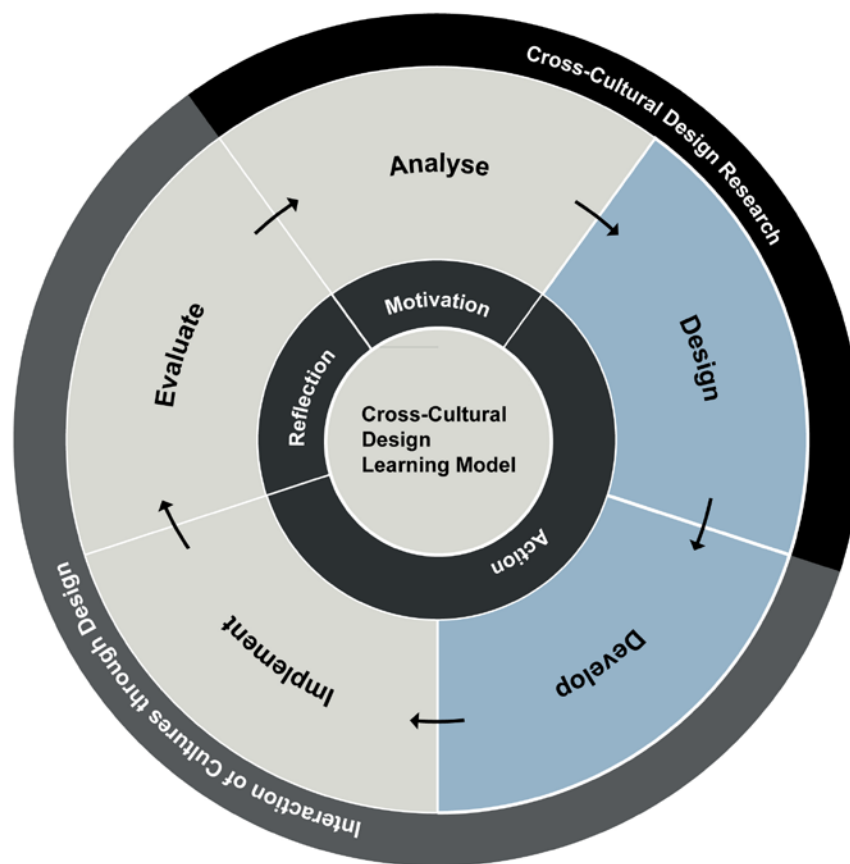 Cross-Cultural Design Research
Analyse
Design
Develop
Implement
Evaluate
Motivation
Action
Reflection
Cross-Cultural
Design
Learning Model
Interaction of Cultures through Design